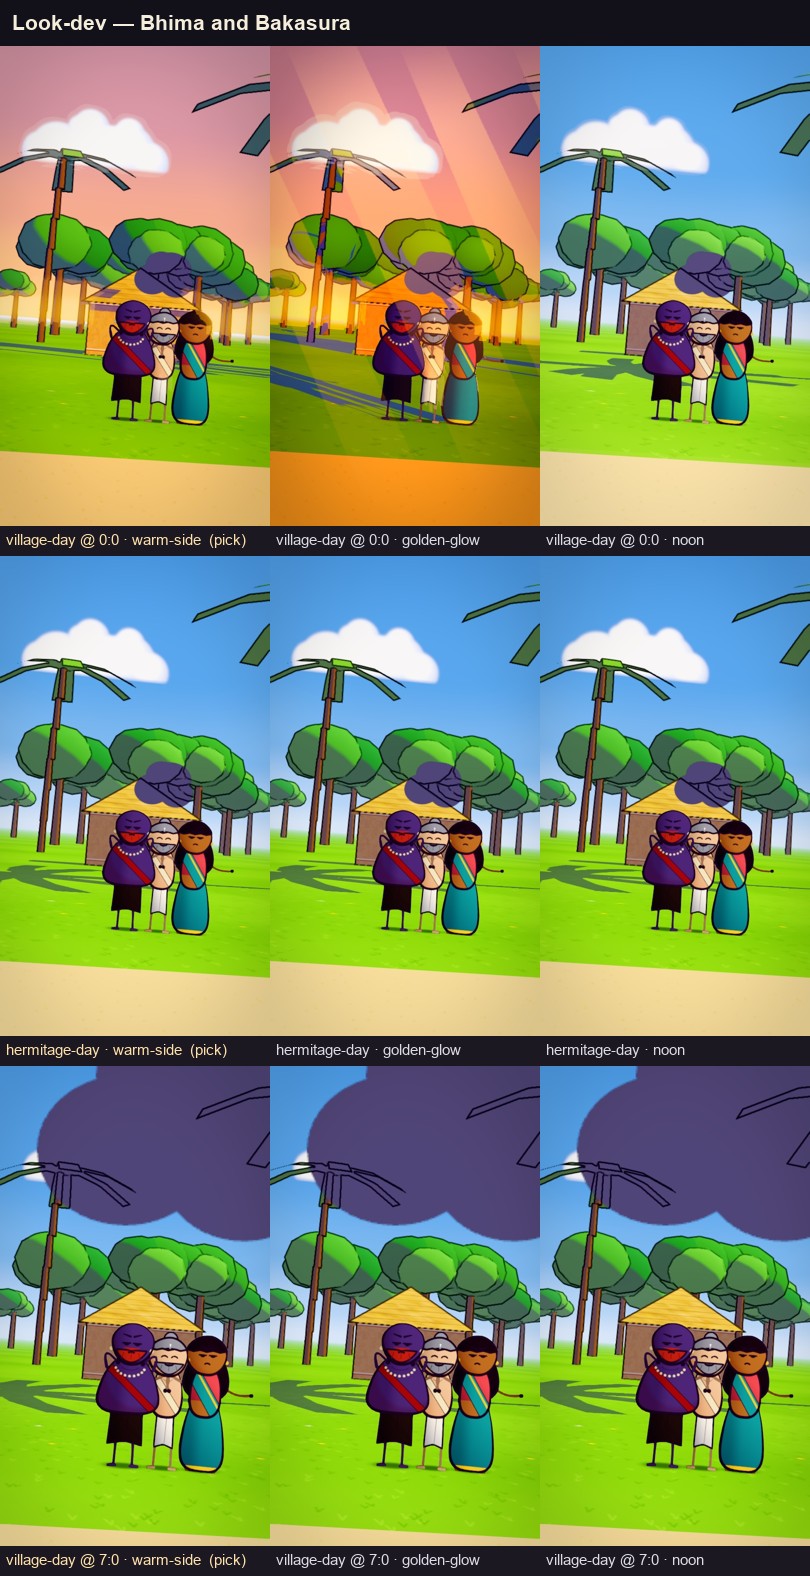 Look-dev — Bhima and Bakasura
village-day @ 0:0 · warm-side (pick)
village-day @ 0:0 · golden-glow
village-day @ 0:0 · noon
hermitage-day · warm-side (pick)
hermitage-day · golden-glow
hermitage-day · noon
village-day @ 7:0 · warm-side (pick)
village-day @ 7:0 · golden-glow
village-day @ 7:0 · noon